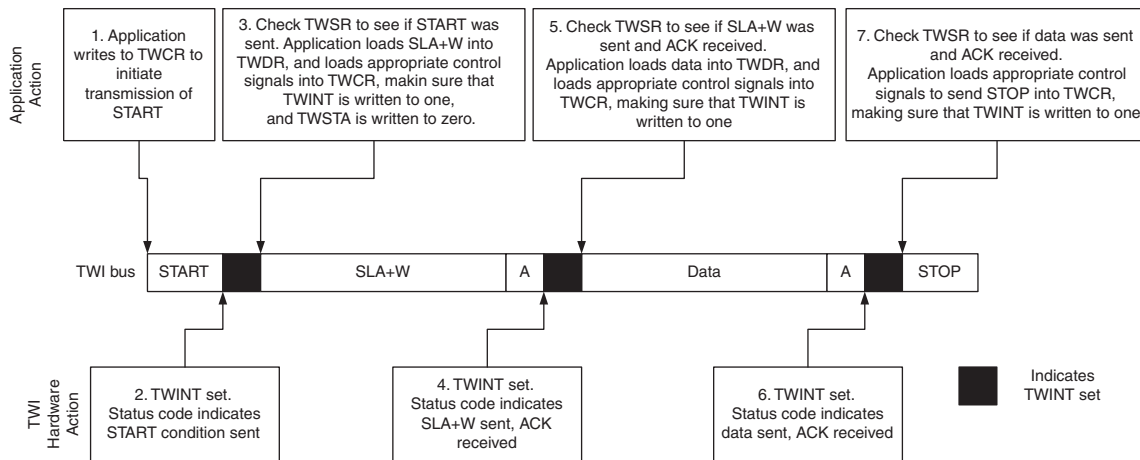 Application
Action
1. Application
writes to TWCR to
initiate
transmission of
START
3. Check TWSR to see if START was
sent. Application loads SLA+W into
TWDR, and loads appropriate control
signals into TWCR, makin sure that
TWINT is written to one,
and TWSTA is written to zero.
5. Check TWSR to see if SLA+W was
sent and ACK received.
Application loads data into TWDR, and
loads appropriate control signals into
TWCR, making sure that TWINT is
written to one
7. Check TWSR to see if data was sent
and ACK received.
Application loads appropriate control
signals to send STOP into TWCR,
making sure that TWINT is written to one
TWI bus
START
SLA+W
A
Data
A
STOP
TWI
Hardware
Action
2. TWINT set.
Status code indicates
START condition sent
4. TWINT set.
Status code indicates
SLA+W sent, ACK
received
6. TWINT set.
Status code indicates
data sent, ACK received
Indicates
TWINT set